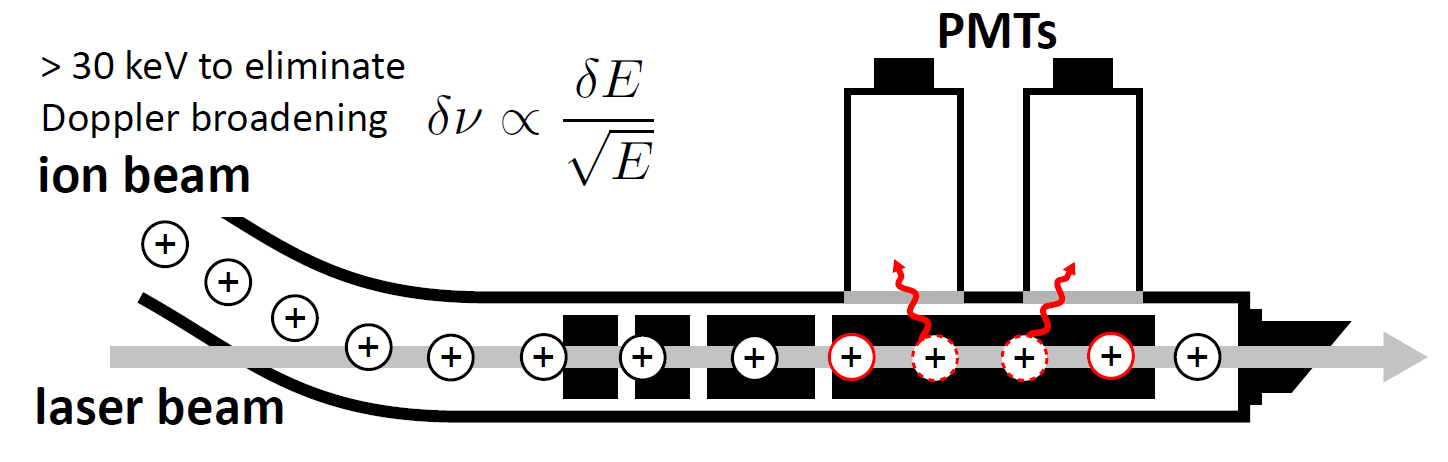 PMTs
> 30 keV to eliminate
Doppler broadening δν ∝ δE/√E
ion beam
+ + + + + + + + + + + + +
laser beam